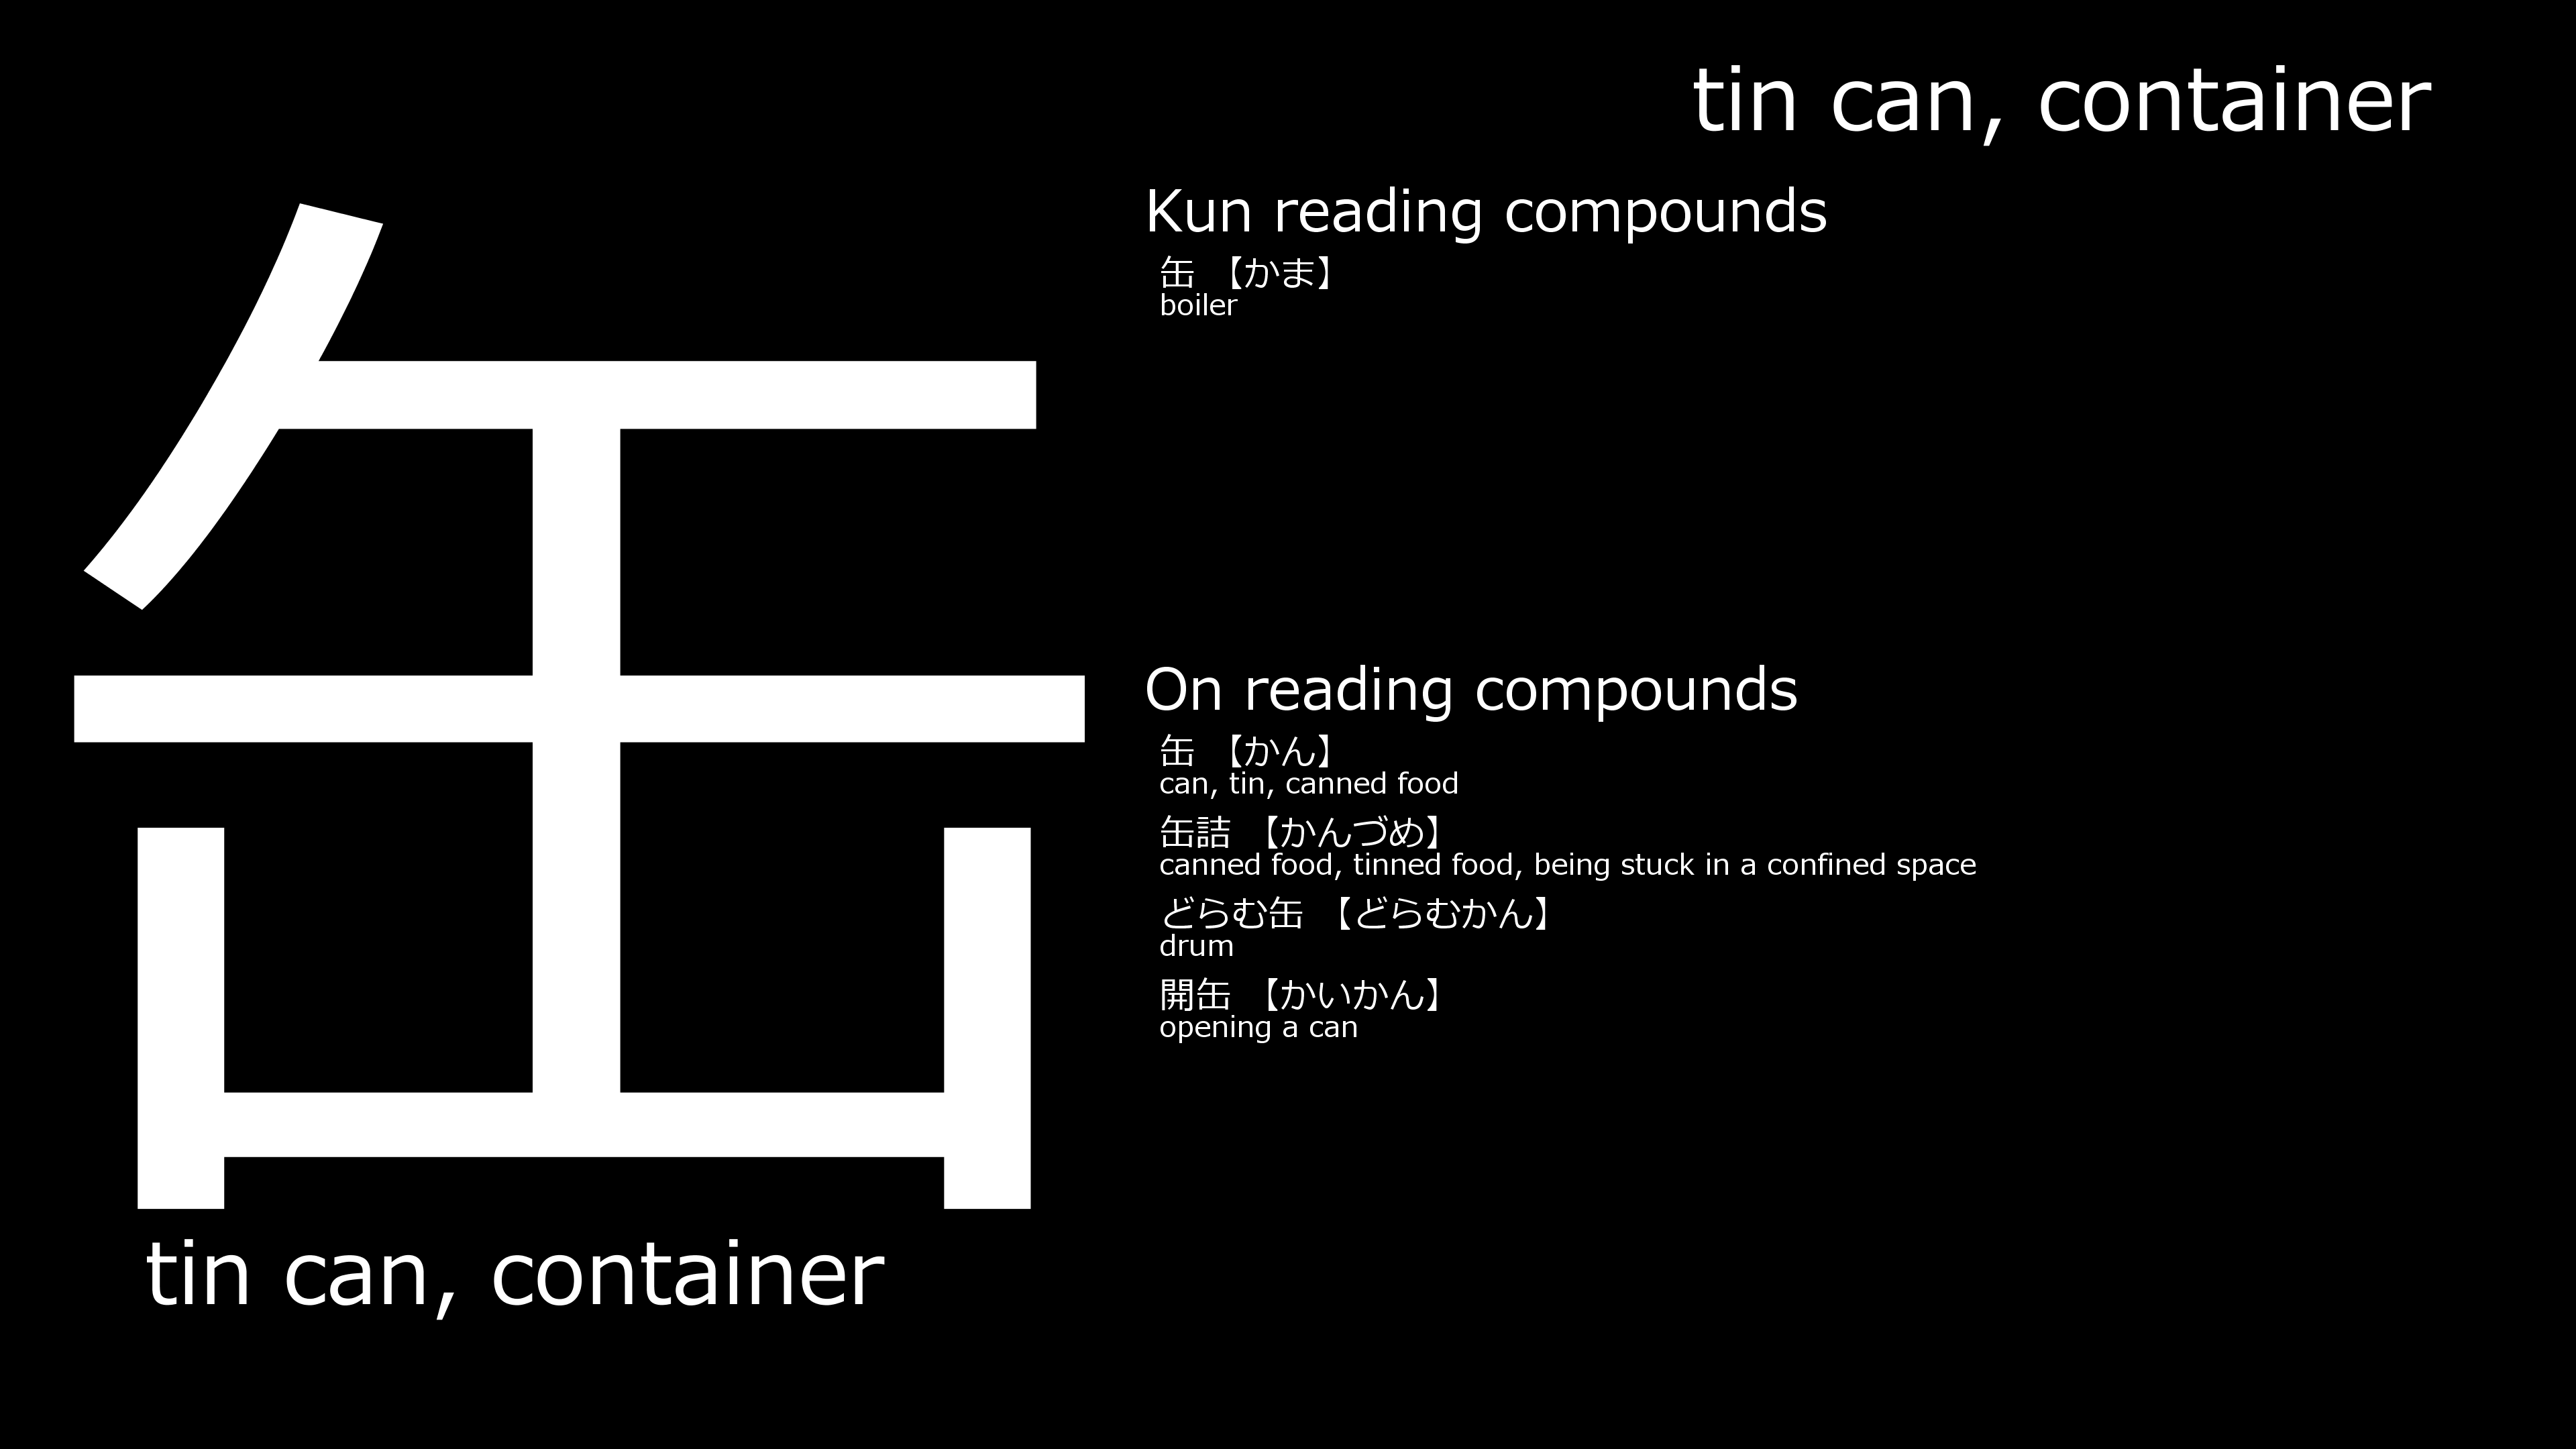 tin can, container
缶
tin can, container
Kun reading compounds
缶 【かま】
boiler
On reading compounds
缶 【かん】
can, tin, canned food
缶詰 【かんづめ】
canned food, tinned food, being stuck in a confined space
どらむ缶 【どらむかん】
drum
開缶 【かいかん】
opening a can